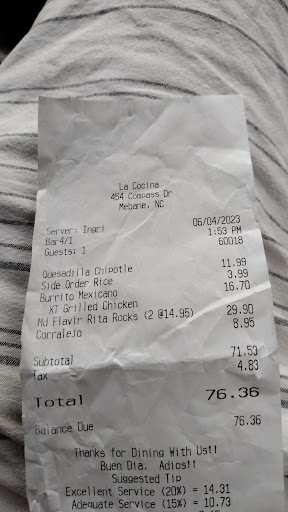 La Cocina
454 Compass Dr
Mebane, NC
Server: Ingri 06/04/2023
Bar4/1 1:53 PM
Guests: 1 60018
Quesadilla Chipotle 11.99
Side Order Rice 3.99
Burrito Mexicano 16.70
XT Grilled Chicken
MJ Flavir Rita Rocks (2 @14.95) 29.90
Corralejo 8.95
Subtotal 71.53
Tax 4.83
Total 76.36
Balance Due 76.36
Thanks for Dining With Us!!
Buen Dia. Adios!!
Suggested Tip
Excellent Service (20%) = 14.31
Adequate Service (15%) = 10.73